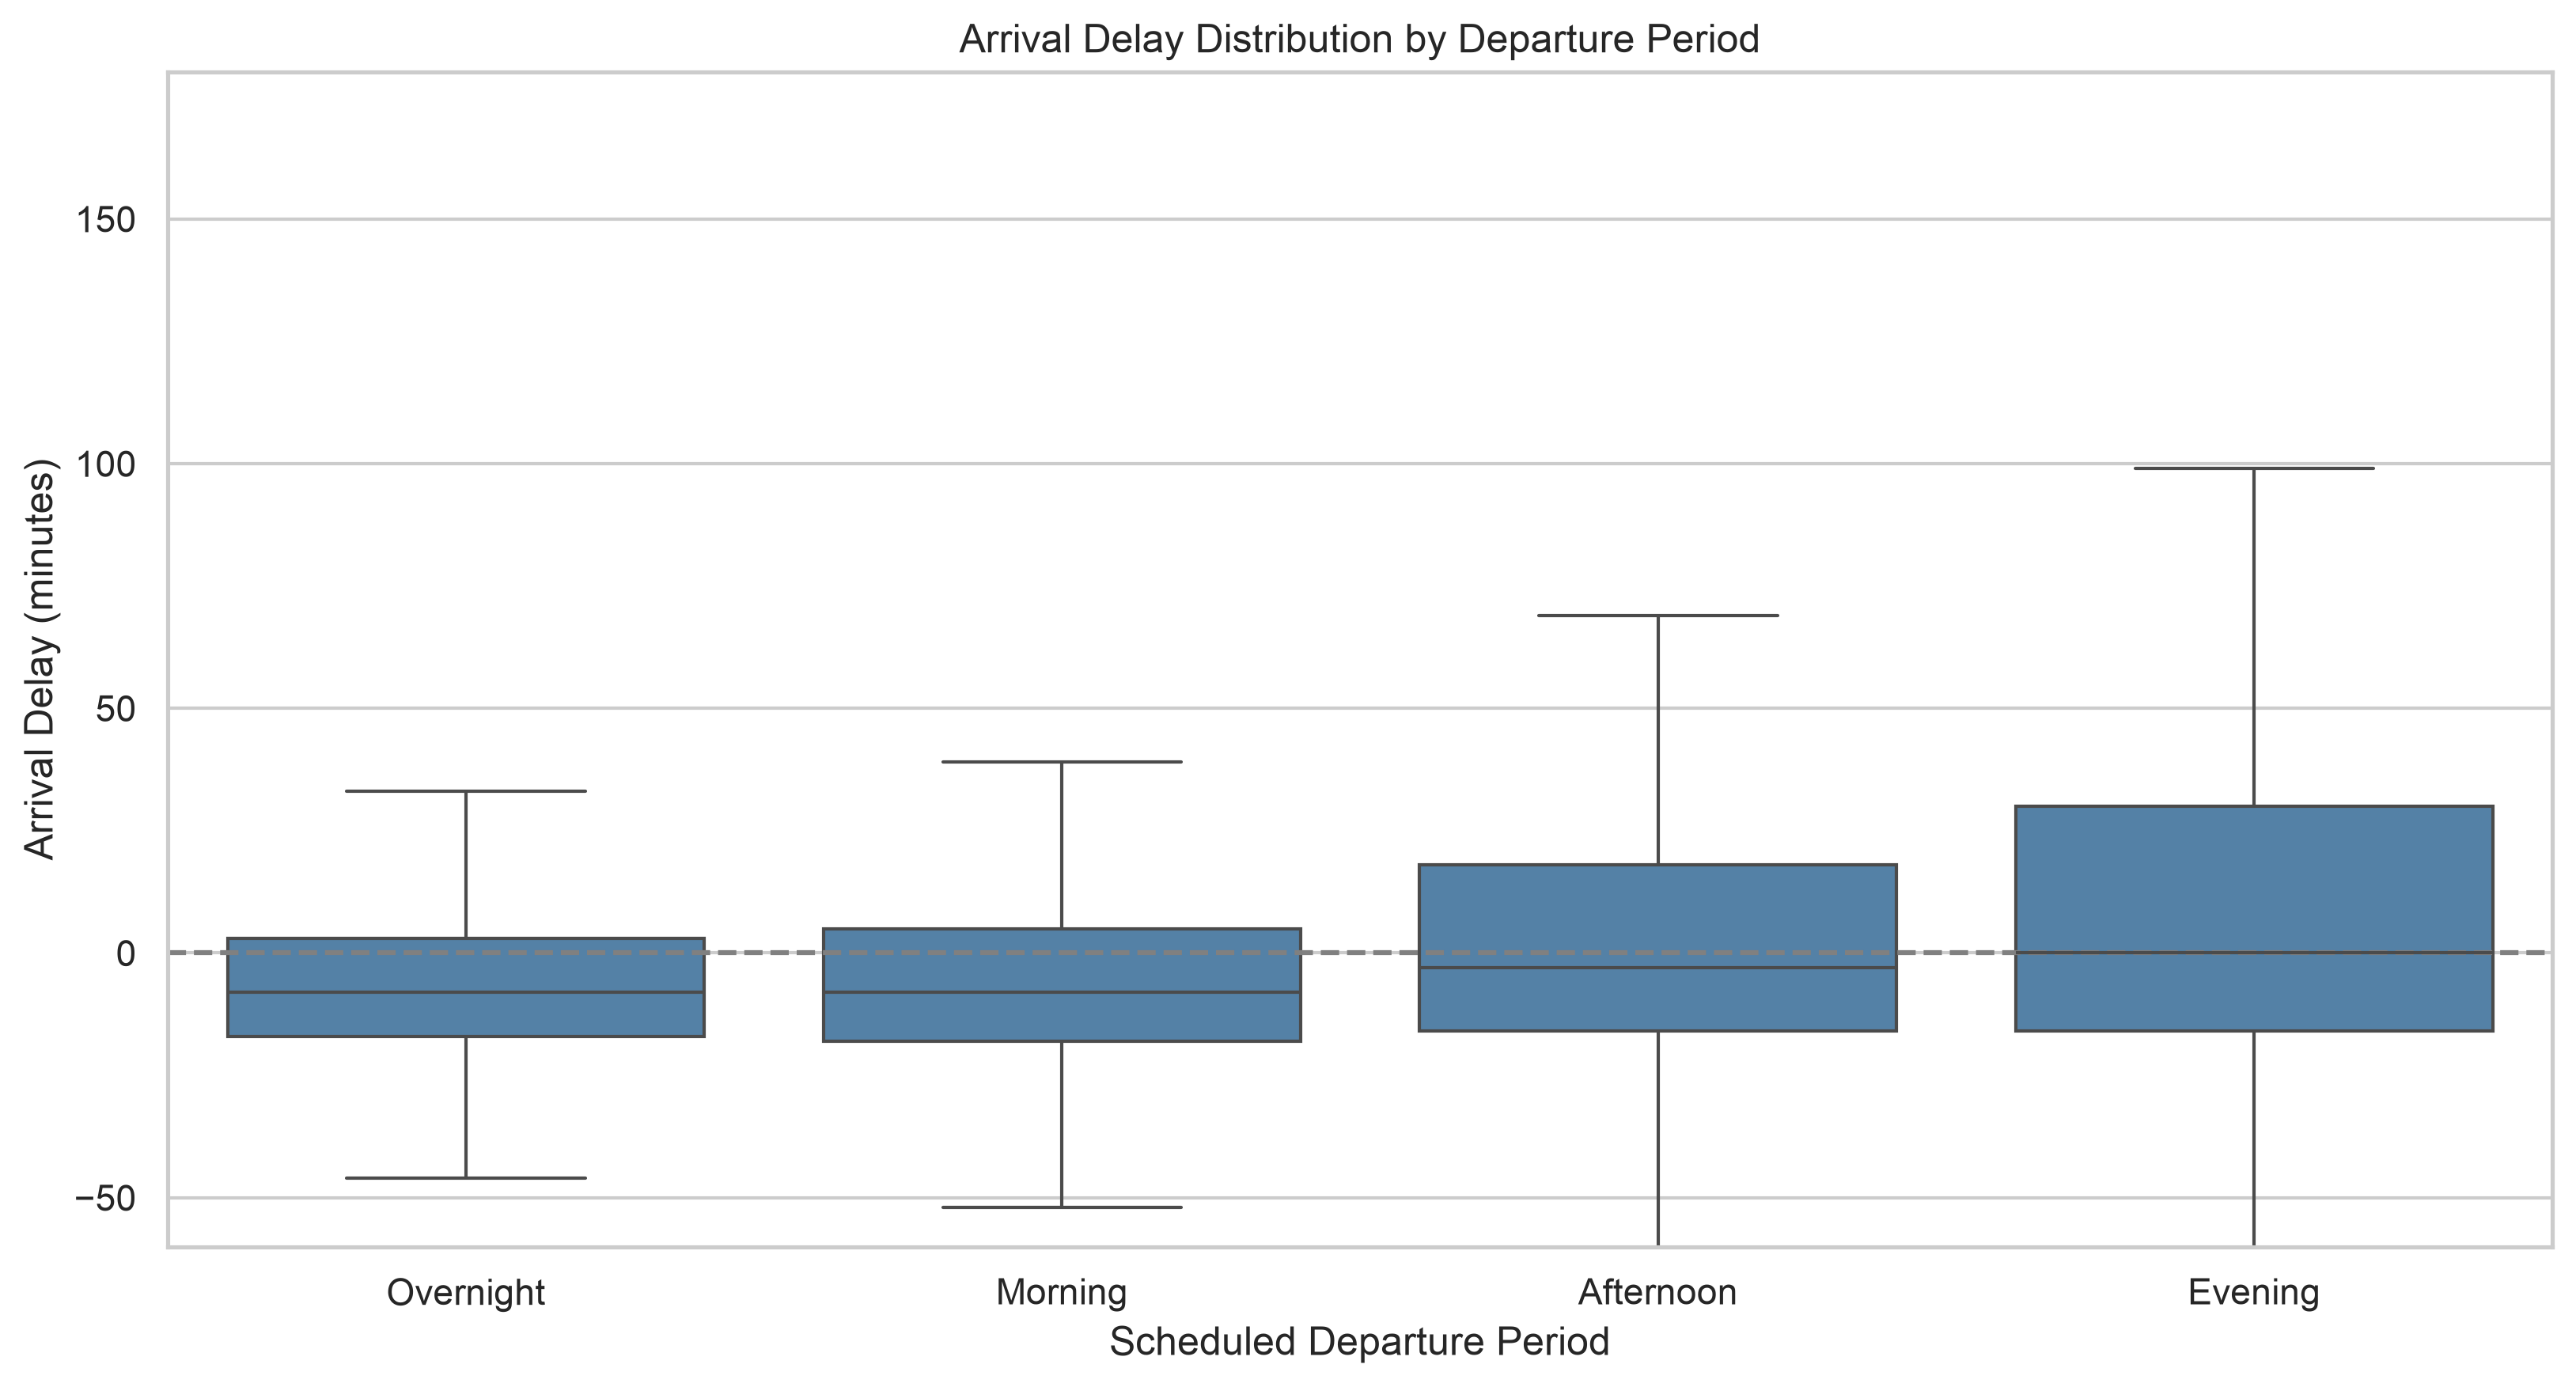 Arrival Delay Distribution by Departure Period
Arrival Delay (minutes)
150
100
50
0
−50
Overnight
Morning
Afternoon
Evening
Scheduled Departure Period